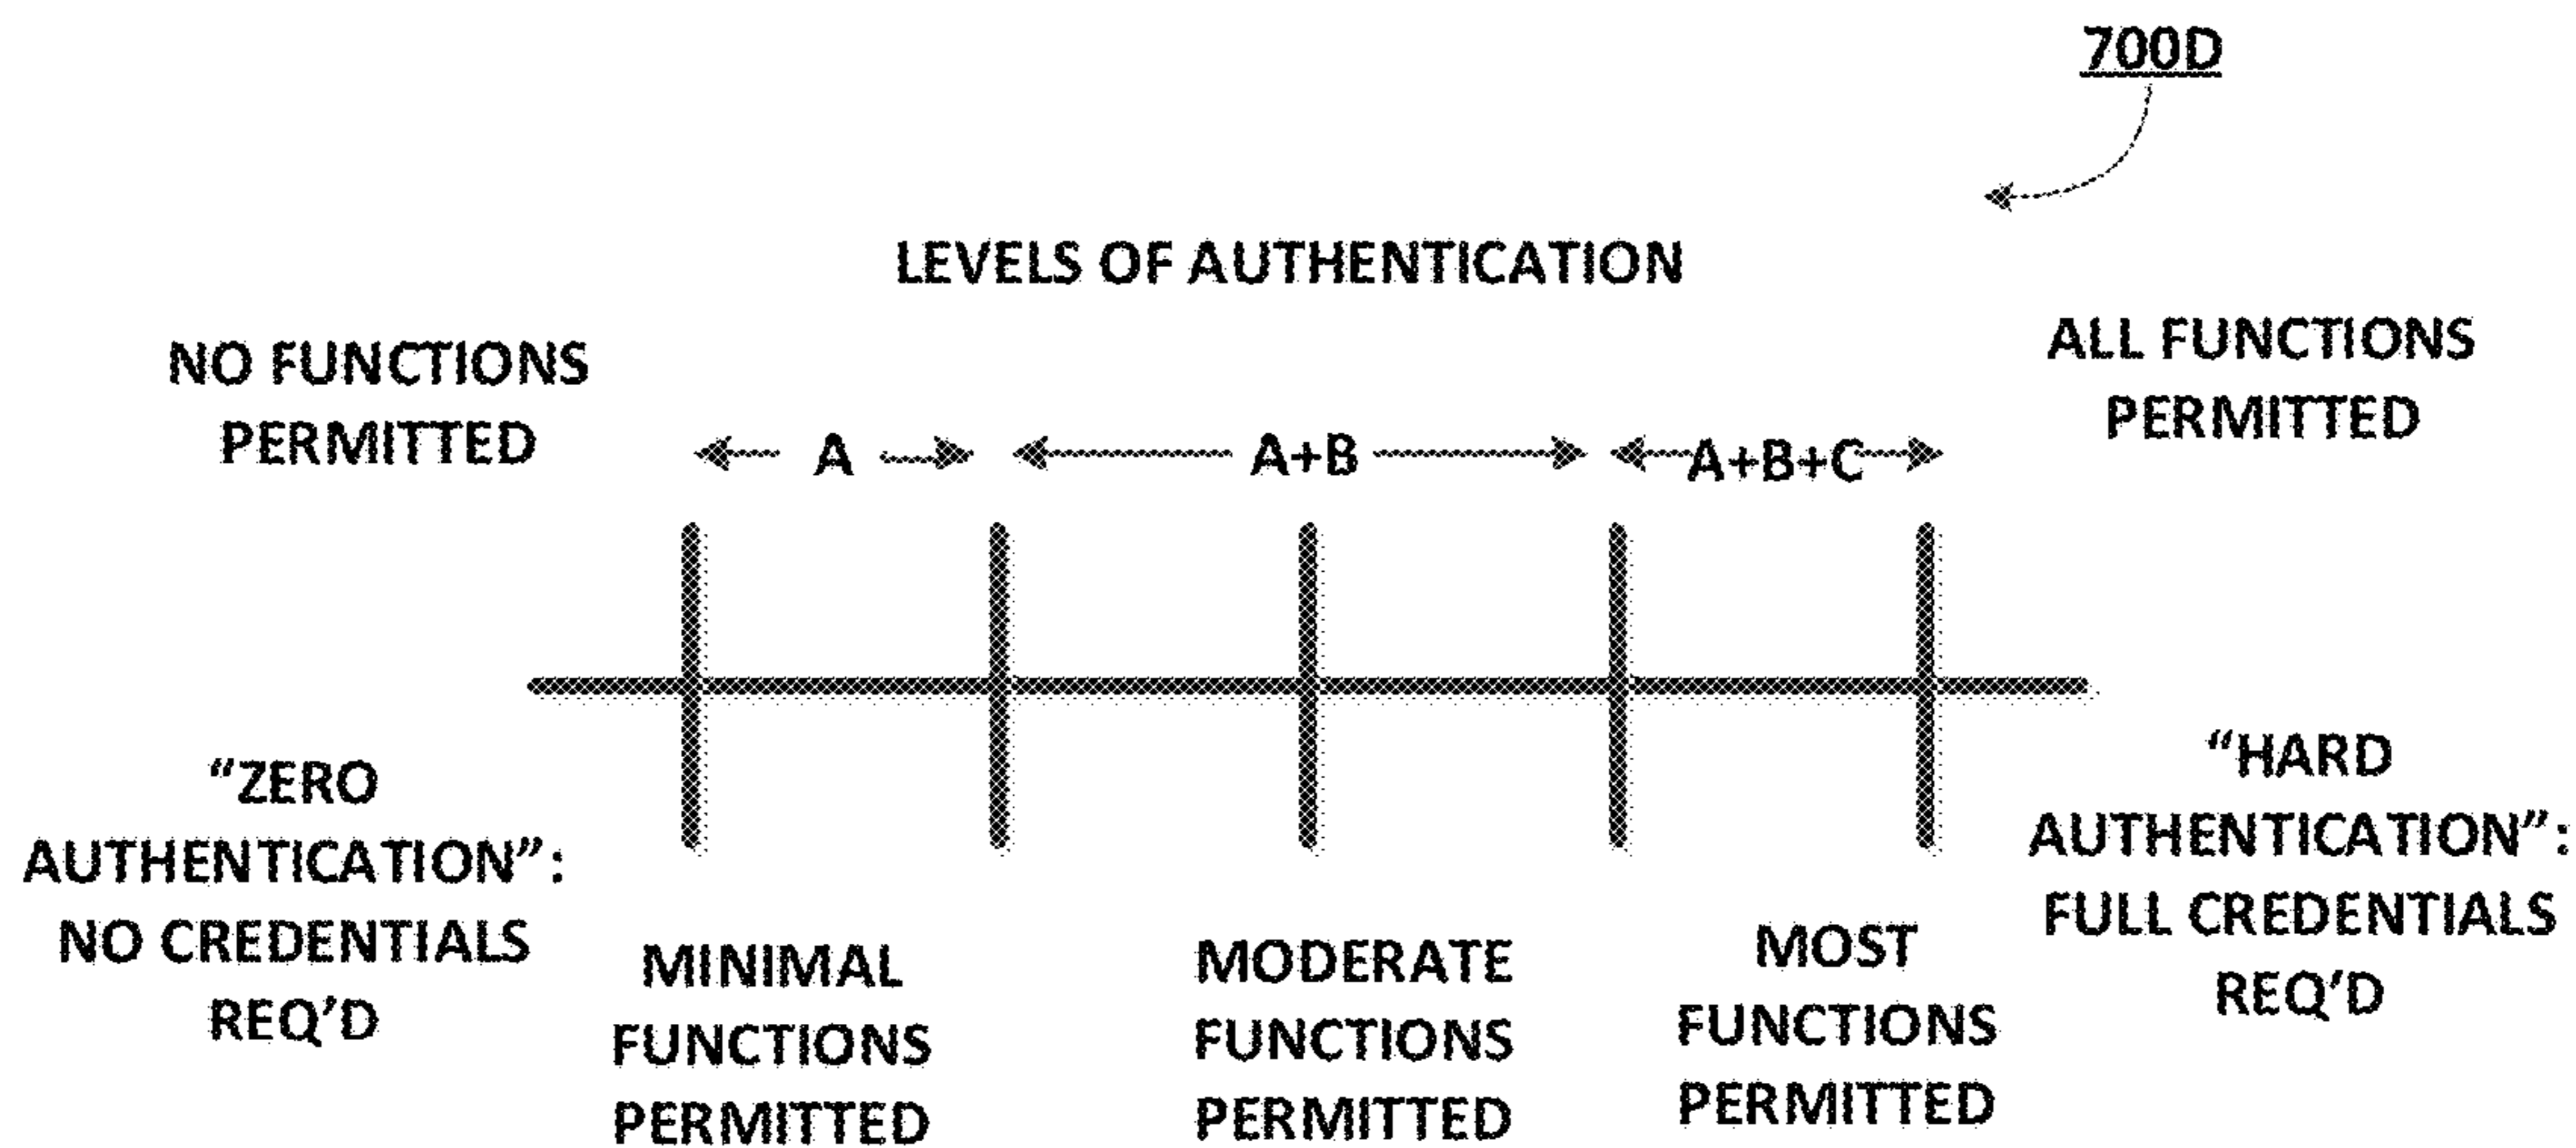 700D
LEVELS OF AUTHENTICATION
NO FUNCTIONS
PERMITTED
ALL FUNCTIONS
PERMITTED
A
A+B
A+B+C
“ZERO
AUTHENTICATION”:
NO CREDENTIALS
REQ’D
MINIMAL
FUNCTIONS
PERMITTED
MODERATE
FUNCTIONS
PERMITTED
MOST
FUNCTIONS
PERMITTED
“HARD
AUTHENTICATION”:
FULL CREDENTIALS
REQ’D